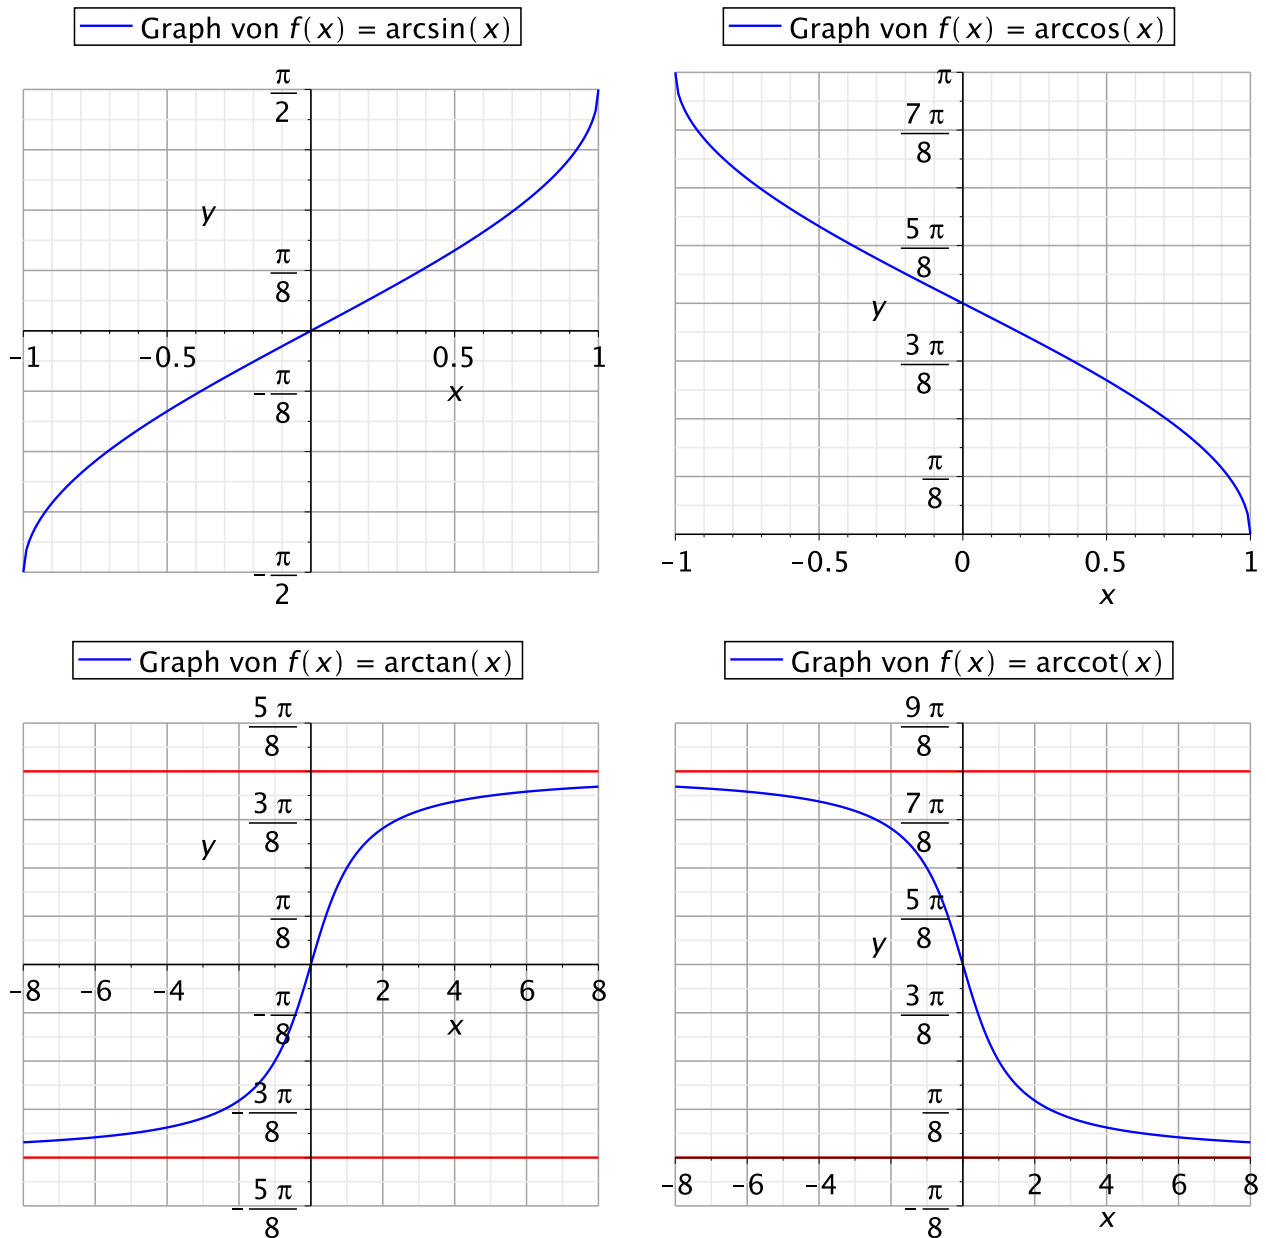 Graph von f(x) = arcsin(x)
π/2
y
π/8
-1 -0.5 0.5 1
-π/8
x
-π/2
Graph von f(x) = arccos(x)
π
7π/8
5π/8
y
3π/8
π/8
-1 -0.5 0 0.5 1
x
Graph von f(x) = arctan(x)
5π/8
3π/8
y
π/8
-8 -6 -4 2 4 6 8
-π/8
x
-3π/8
-5π/8
Graph von f(x) = arccot(x)
9π/8
7π/8
5π/8
y
3π/8
π/8
-8 -6 -4 2 4 6 8
-π/8
x